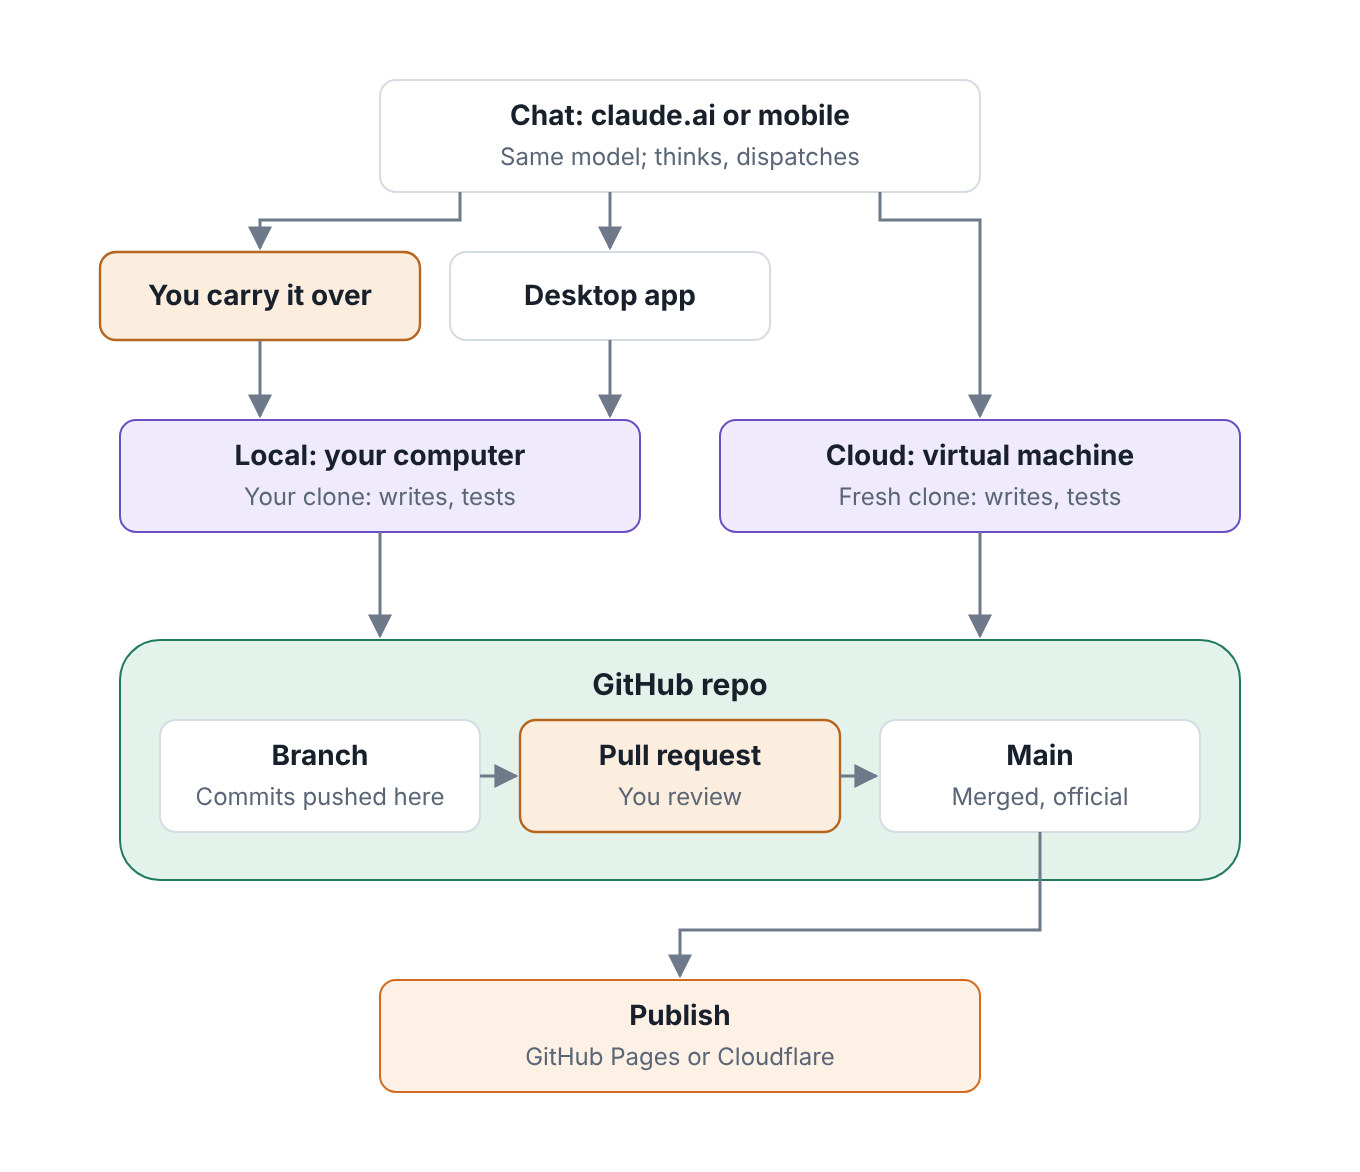 Chat: claude.ai or mobile
Same model; thinks, dispatches
You carry it over
Desktop app
Local: your computer
Your clone: writes, tests
Cloud: virtual machine
Fresh clone: writes, tests
GitHub repo
Branch
Commits pushed here
Pull request
You review
Main
Merged, official
Publish
GitHub Pages or Cloudflare